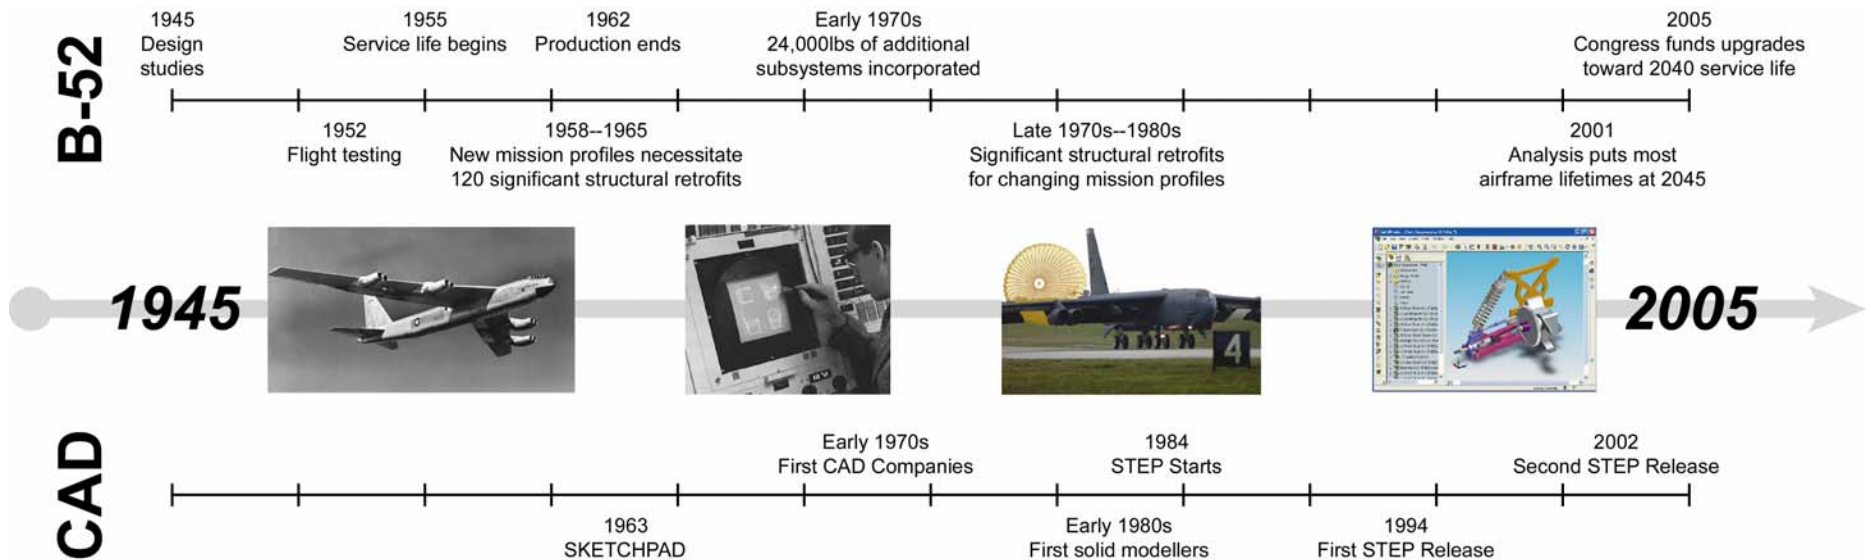 B-52
1945
Design
studies
1955
Service life begins
1962
Production ends
Early 1970s
24,000lbs of additional
subsystems incorporated
2005
Congress funds upgrades
toward 2040 service life
1952
Flight testing
1958--1965
New mission profiles necessitate
120 significant structural retrofits
Late 1970s--1980s
Significant structural retrofits
for changing mission profiles
2001
Analysis puts most
airframe lifetimes at 2045
1945
4
2005
CAD
Early 1970s
First CAD Companies
1984
STEP Starts
2002
Second STEP Release
1963
SKETCHPAD
Early 1980s
First solid modellers
1994
First STEP Release